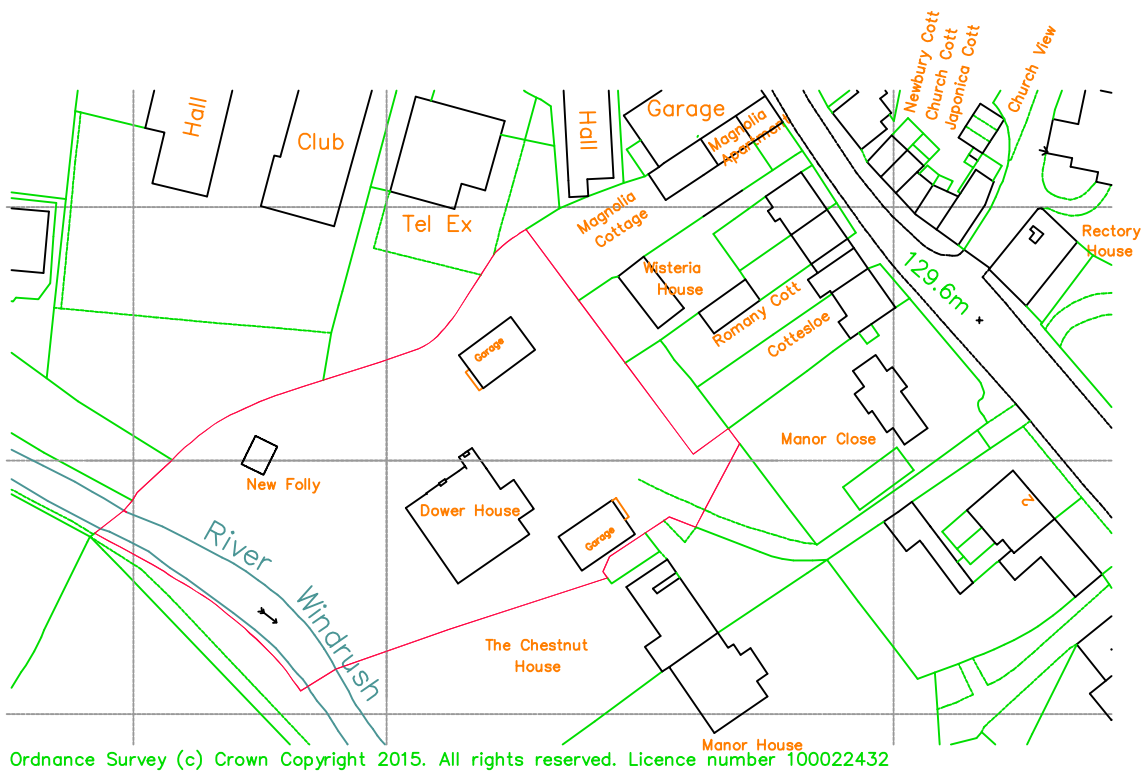 Newbury Cott
Church Cott
Japonica Cott
Church View
Hall
Club
Tel Ex
Hall
Garage
Magnolia
Apartment
Magnolia
Cottage
Rectory
House
Wisteria
House
129.6m
Romany Cott
Cottesloe
Garage
Manor Close
New Folly
Dower House
Garage
2
River
Windrush
The Chestnut
House
Manor House
Ordnance Survey (c) Crown Copyright 2015. All rights reserved. Licence number 100022432